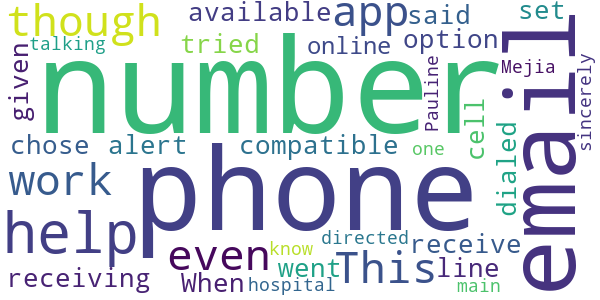 though available app said set
talking tried online option
given number Pauline Mejia
chose alert compatible cell email sincerely
work phone one dialed
help even know directed receive
receiving When went hospital This line main